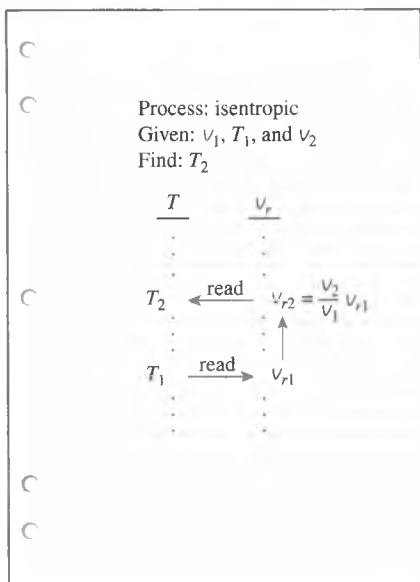 Process: isentropic
Given: v₁, T₁, and v₂
Find: T₂
T vᵣ
T₂ read vᵣ₂ = v₂/v₁ vᵣ₁
T₁ read vᵣ₁